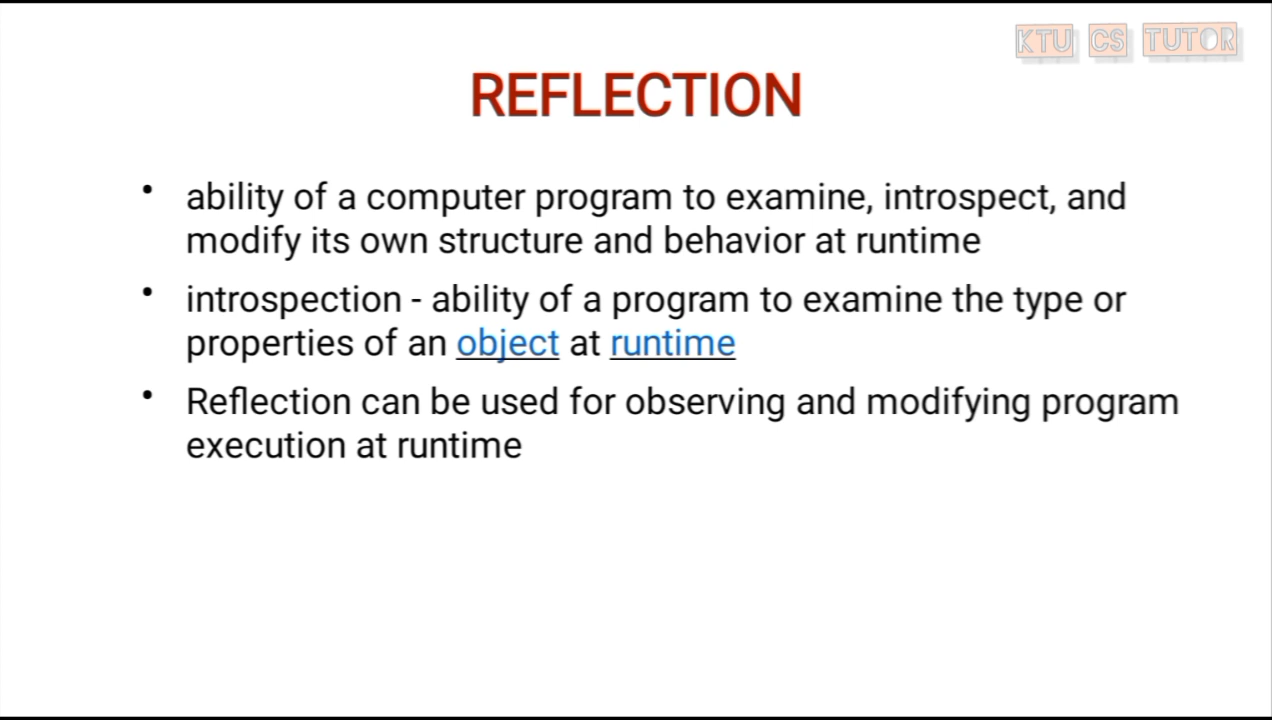 KTU CS TUTOR
REFLECTION
• ability of a computer program to examine, introspect, and
modify its own structure and behavior at runtime
• introspection - ability of a program to examine the type or
properties of an object at runtime
• Reflection can be used for observing and modifying program
execution at runtime